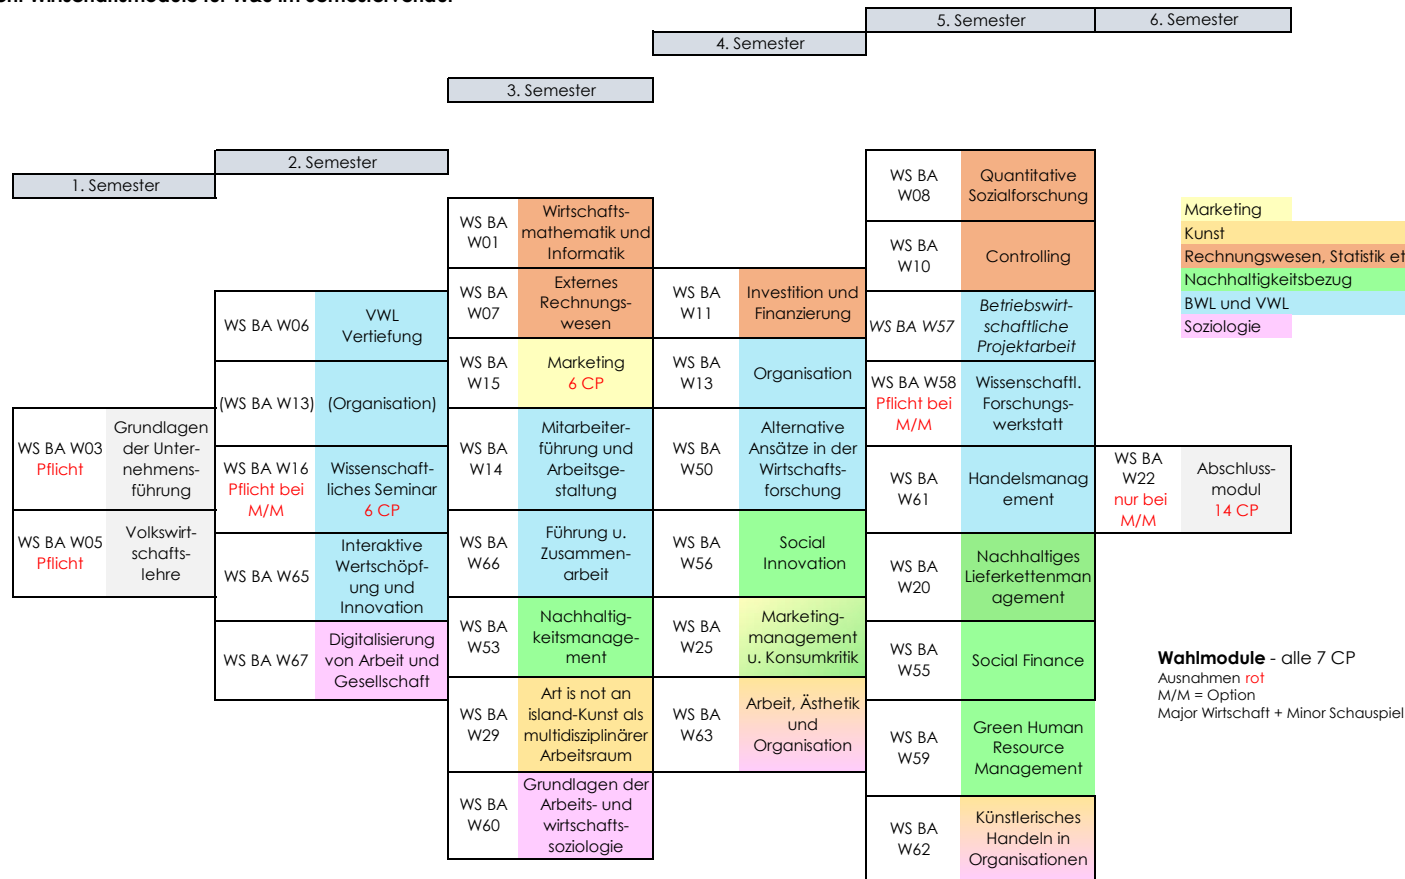 Wirtschaftsmodule für W&S im Semesterverlauf
5. Semester
6. Semester
4. Semester
3. Semester
2. Semester
1. Semester
WS BA W03
Pflicht
Grundlagen
der Unter-
nehmens-
führung
WS BA W05
Pflicht
Volkswirt-
schafts-
lehre
WS BA W06
VWL
Vertiefung
(WS BA W13)
(Organisation)
WS BA W16
Pflicht bei
M/M
Wissenschaft-
liches Seminar
6 CP
WS BA W65
Interaktive
Wertschöpf-
ung und
Innovation
WS BA W67
Digitalisierung
von Arbeit und
Gesellschaft
WS BA
W01
Wirtschafts-
mathematik und
Informatik
WS BA
W07
Externes
Rechnungs-
wesen
WS BA
W15
Marketing
6 CP
WS BA
W14
Mitarbeiter-
führung und
Arbeitsge-
staltung
WS BA
W66
Führung u.
Zusammen-
arbeit
WS BA
W53
Nachhaltig-
keitsmanage-
ment
WS BA
W29
Art is not an
island-Kunst als
multidisziplinärer
Arbeitsraum
WS BA
W60
Grundlagen der
Arbeits- und
wirtschafts-
soziologie
WS BA
W11
Investition und
Finanzierung
WS BA
W13
Organisation
WS BA
W50
Alternative
Ansätze in der
Wirtschafts-
forschung
WS BA
W56
Social
Innovation
WS BA
W25
Marketing-
management
u. Konsumkritik
WS BA
W63
Arbeit, Ästhetik
und
Organisation
WS BA
W08
Quantitative
Sozialforschung
WS BA
W10
Controlling
WS BA W57
Betriebswirt-
schaftliche
Projektarbeit
WS BA W58
Pflicht bei
M/M
Wissenschaftl.
Forschungs-
werkstatt
WS BA
W61
Handelsmanag
ement
WS BA
W20
Nachhaltiges
Lieferkettenman
agement
WS BA
W55
Social Finance
WS BA
W59
Green Human
Resource
Management
WS BA
W62
Künstlerisches
Handeln in
Organisationen
WS BA
W22
nur bei
M/M
Abschluss-
modul
14 CP
Marketing
Kunst
Rechnungswesen, Statistik et
Nachhaltigkeitsbezug
BWL und VWL
Soziologie
Wahlmodule - alle 7 CP
Ausnahmen rot
M/M = Option
Major Wirtschaft + Minor Schauspiel